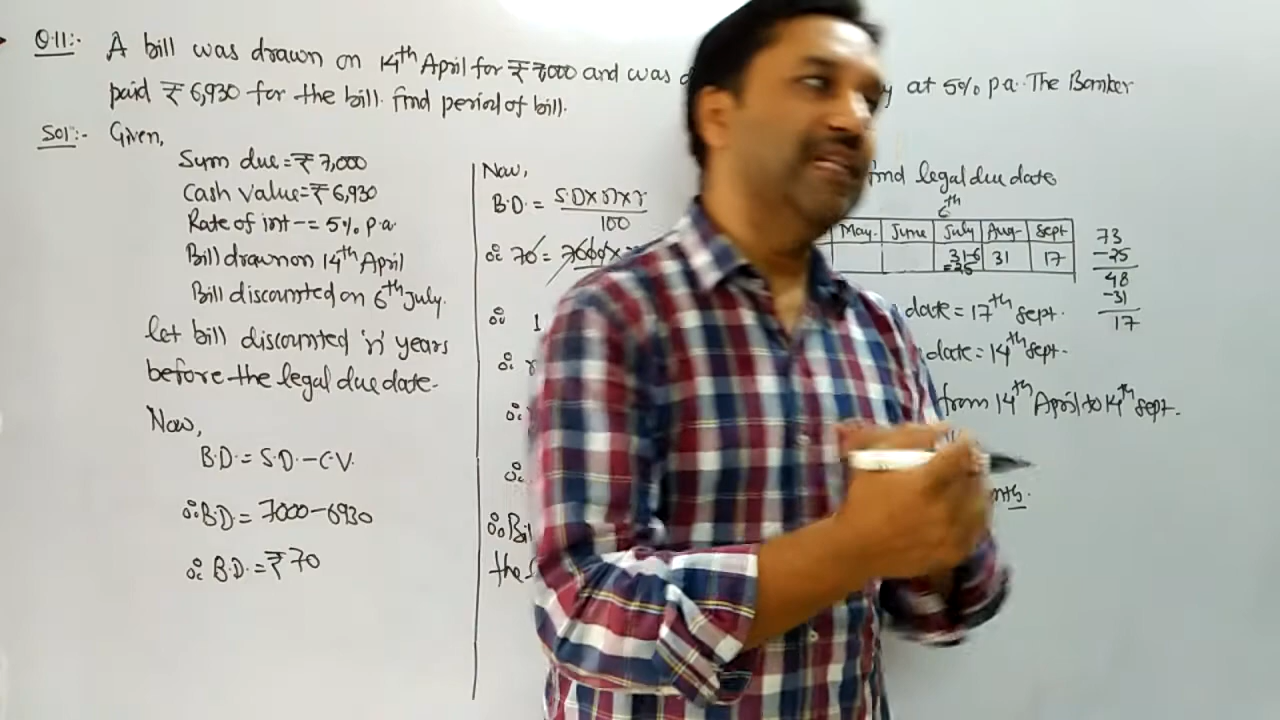 Q.11:- A bill was drawn on 14th April for ₹7000 and was
y at 5% p.a. The Banker
paid ₹ 6,930 for the bill. find period of bill.
Sol:- Given,
Sum due = ₹ 7,000
Cash value = ₹ 6,930
Rate of int -- = 5% p.a.
Bill drawn on 14th April
Bill discounted on 6th July.
let bill discounted 'n' years
before the legal due date.
Now,
B.D. = S.D. - C.V.
∴ B.D. = 7000 - 6930
∴ B.D. = ₹ 70
Now,
B.D. = S.D × n × r
100
∴ 70 = 7000 ×
∴ 1
∴
∴
∴
∴ Bil
the
find legal due date
6th
May. June July Aug. Sept
31-6 31 17
=25
73
-25
48
-31
17
date = 17th Sept.
date = 14th Sept.
from 14th April to 14th Sept.
nths.